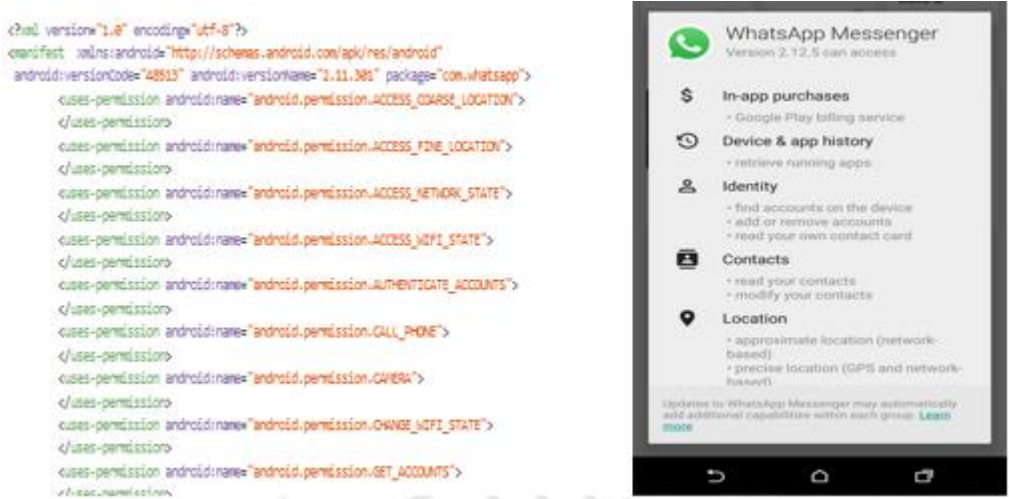 <?xml version="1.0" encoding="utf-8"?>
<manifest xmlns:android="http://schemas.android.com/apk/res/android"
android:versionCode="48513" android:versionName="2.11.301" package="com.whatsapp">
<uses-permission android:name="android.permission.ACCESS_COARSE_LOCATION">
</uses-permission>
<uses-permission android:name="android.permission.ACCESS_FINE_LOCATION">
</uses-permission>
<uses-permission android:name="android.permission.ACCESS_NETWORK_STATE">
</uses-permission>
<uses-permission android:name="android.permission.ACCESS_WIFI_STATE">
</uses-permission>
<uses-permission android:name="android.permission.AUTHENTICATE_ACCOUNTS">
</uses-permission>
<uses-permission android:name="android.permission.CALL_PHONE">
</uses-permission>
<uses-permission android:name="android.permission.CAMERA">
</uses-permission>
<uses-permission android:name="android.permission.CHANGE_WIFI_STATE">
</uses-permission>
<uses-permission android:name="android.permission.GET_ACCOUNTS">
</uses-permission>
WhatsApp Messenger
Version 2.12.5 can access
$ In-app purchases
• Google Play billing service
Device & app history
• retrieve running apps
Identity
• find accounts on the device
• add or remove accounts
• read your own contact card
Contacts
• read your contacts
• modify your contacts
Location
• approximate location (network-
based)
• precise location (GPS and network-
based)
Updates to WhatsApp Messenger may automatically
add additional capabilities within each group. Learn
more